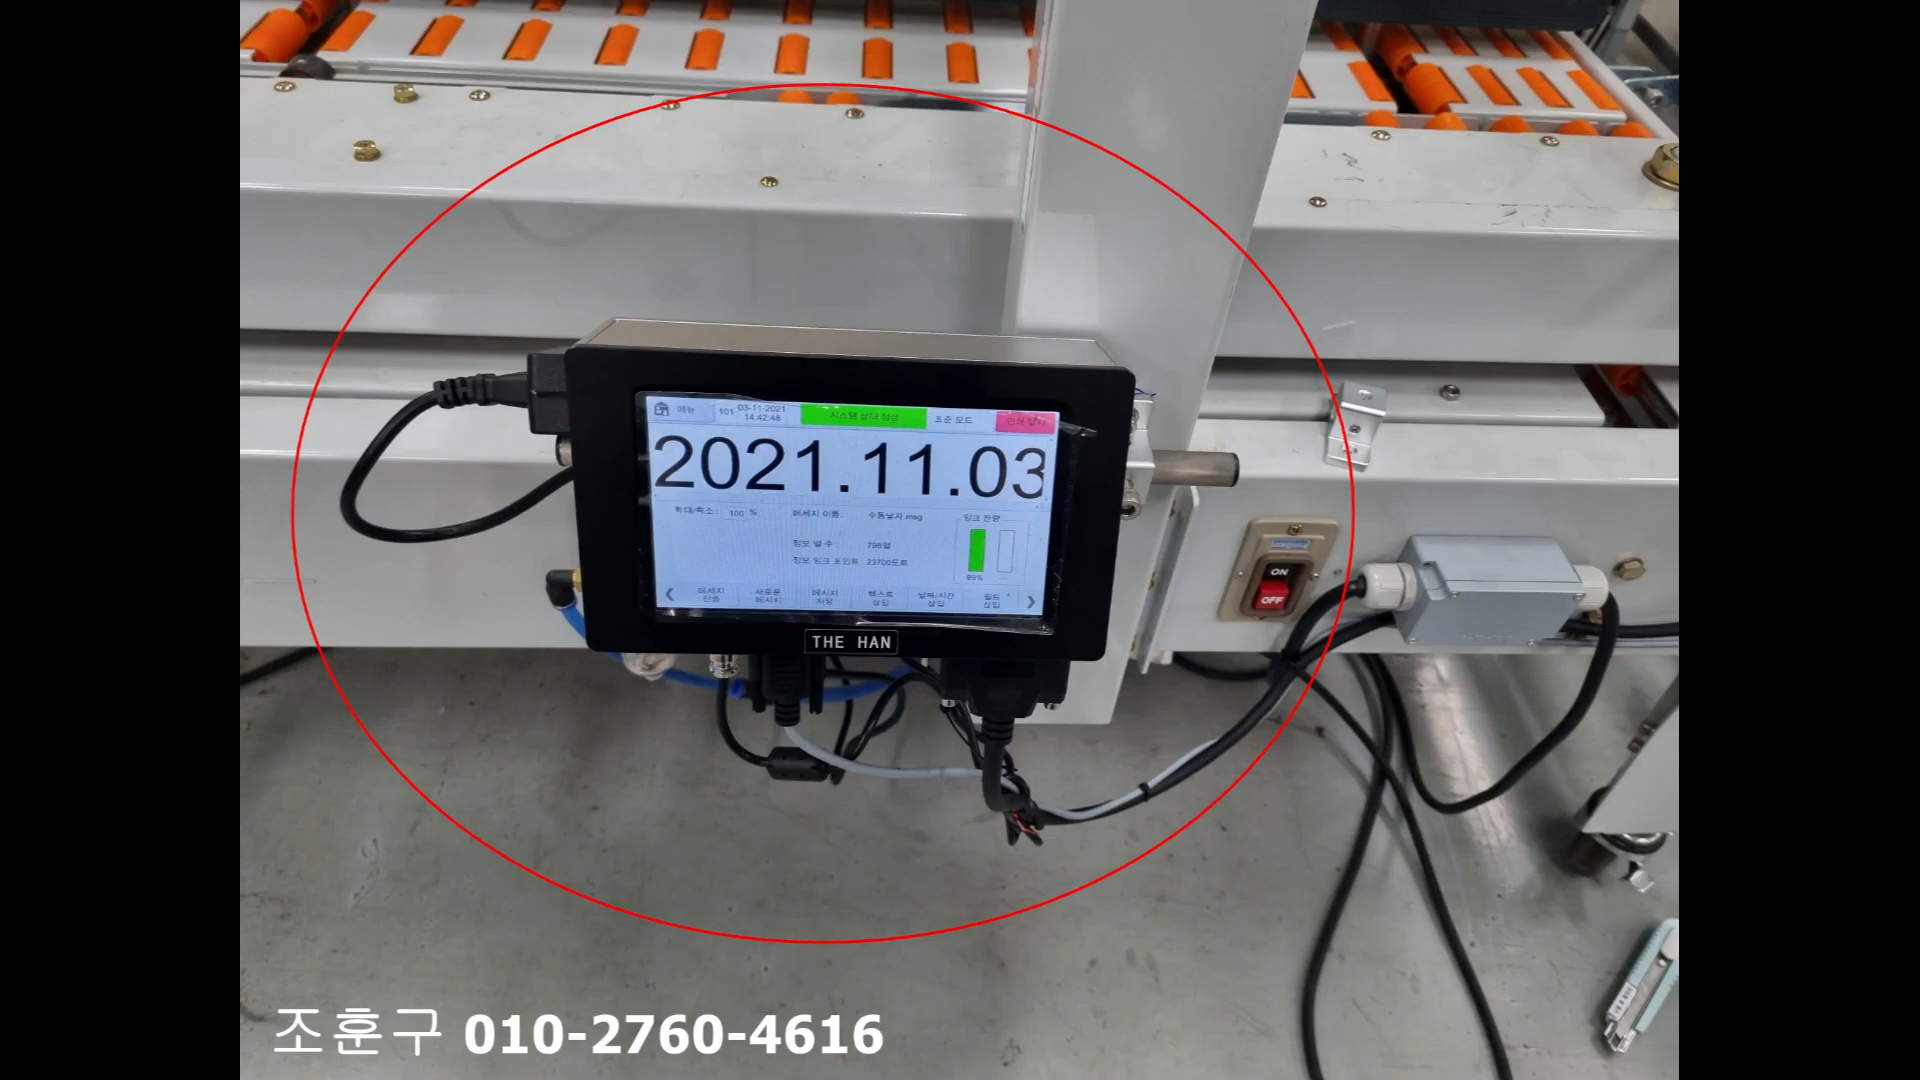 메뉴
101
03-11-2021
14:42:48
시스템 상태 정상
표준 모드
2021.11.03
확대/축소 : 100 %
메세지 이름 : 수동날자.msg
잉크 잔량
정보 열 수 : 798열
정보 잉크 포인트 : 23700도트
99%
---
메세지
전송
새로운
메시지
메시지
저장
텍스트
삽입
날짜/시간
삽입
필드
삽입
THE HAN
ON
OFF
조훈구 010-2760-4616